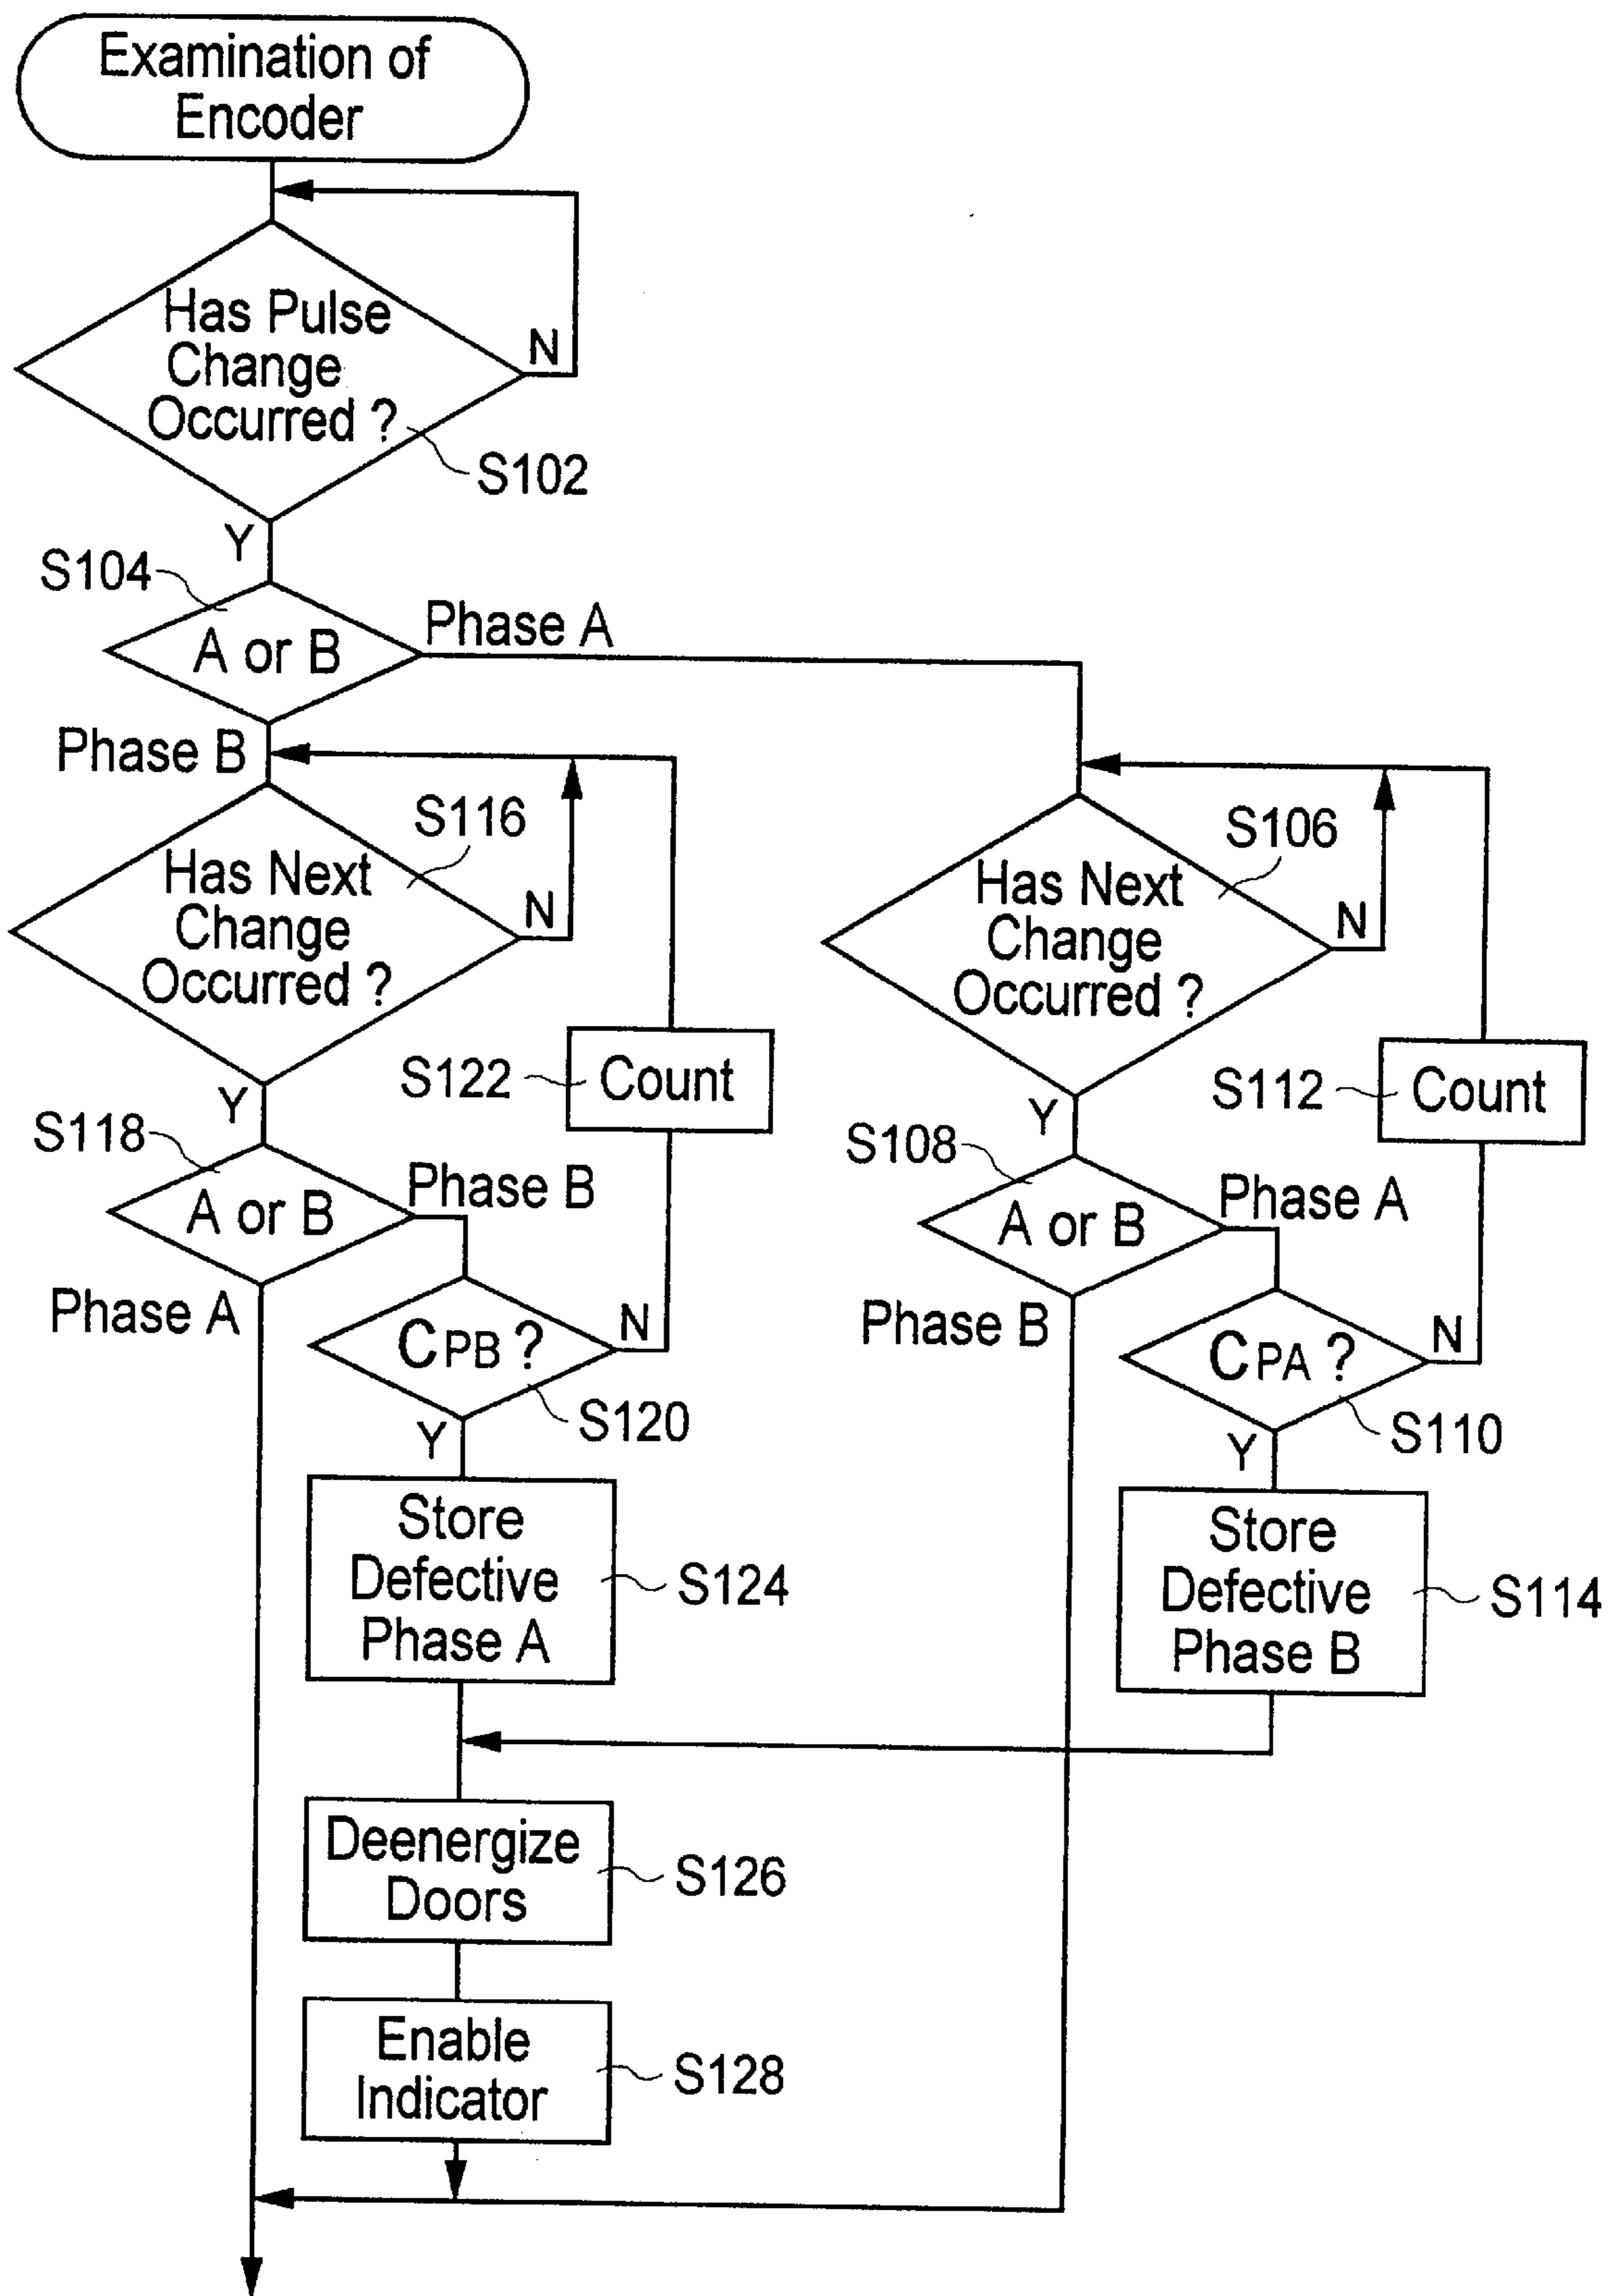 Examination of
Encoder
Has Pulse
Change
Occurred ?
N
S102
Y
S104
A or B
Phase A
Phase B
S116
Has Next
Change
Occurred ?
N
S106
Has Next
Change
Occurred ?
N
S122
Count
S112
Count
Y
Y
S118
A or B
Phase B
S108
A or B
Phase A
Phase A
CPB ?
N
Phase B
CPA ?
N
S120
S110
Y
Y
Store
Defective
Phase A
S124
Store
Defective
Phase B
S114
Deenergize
Doors
S126
Enable
Indicator
S128